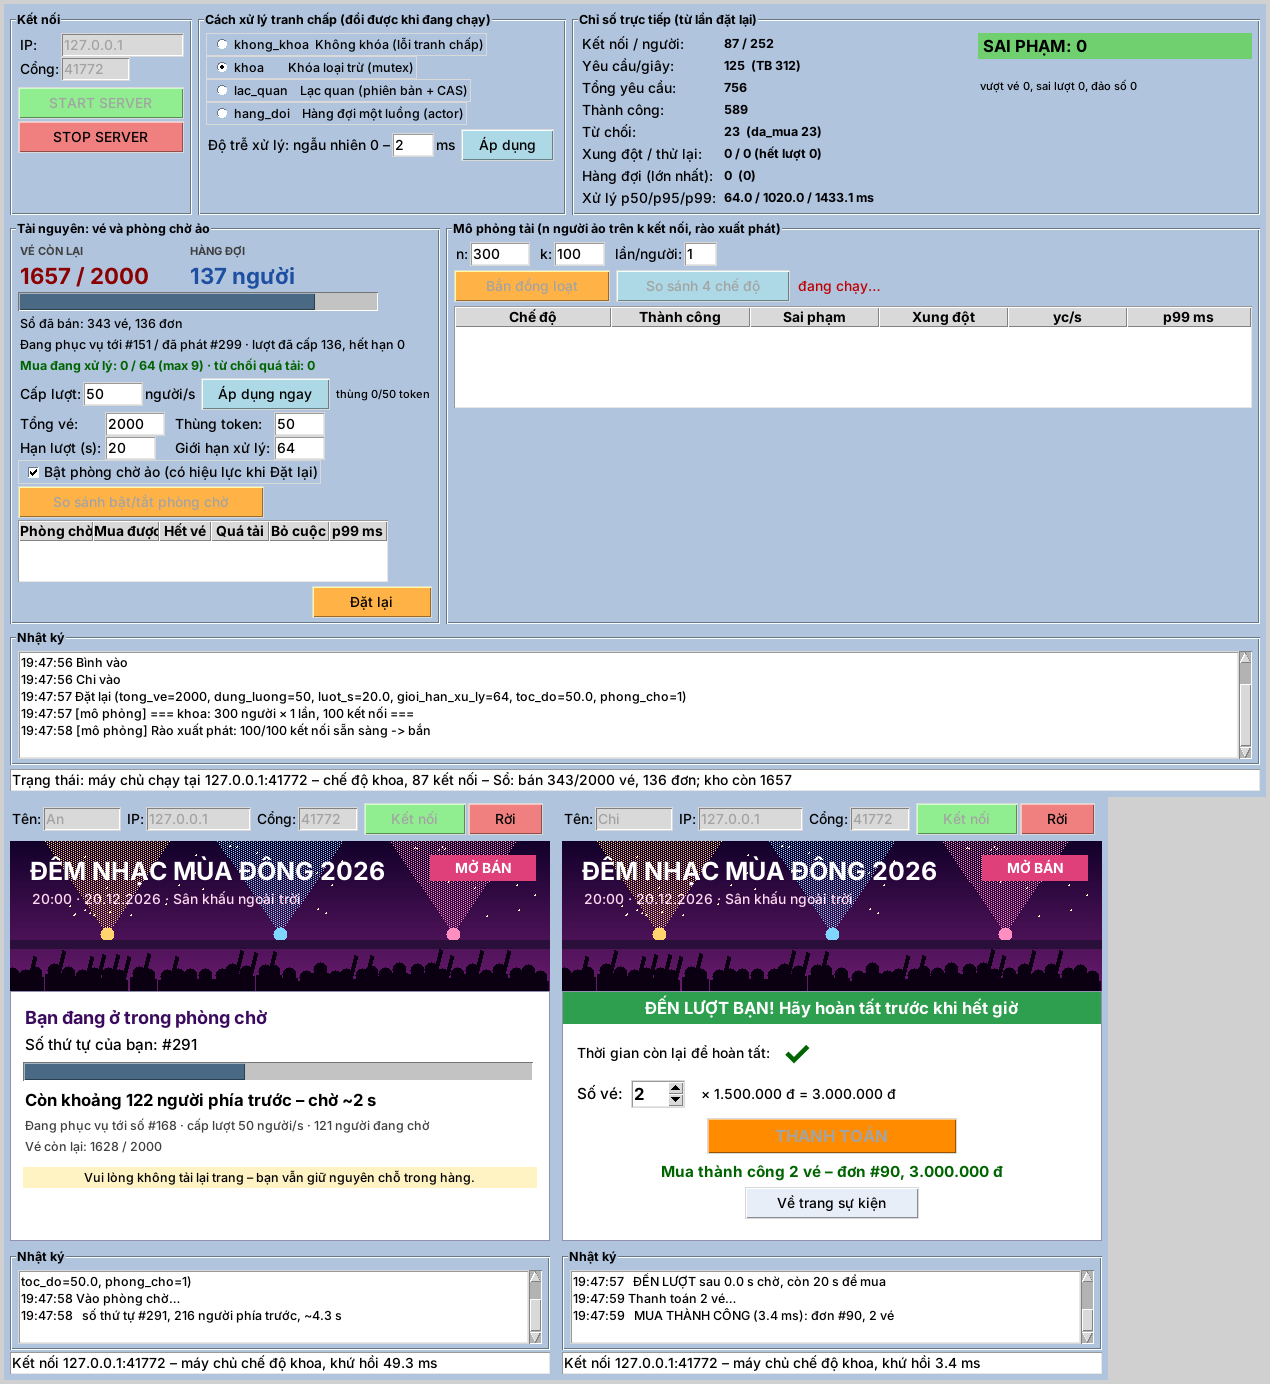 Kết nối
IP: 127.0.0.1
Cổng: 41772
START SERVER
STOP SERVER
Cách xử lý tranh chấp (đổi được khi đang chạy)
khong_khoa Không khóa (lỗi tranh chấp)
khoa Khóa loại trừ (mutex)
lac_quan Lạc quan (phiên bản + CAS)
hang_doi Hàng đợi một luồng (actor)
Độ trễ xử lý: ngẫu nhiên 0 – 2 ms Áp dụng
Chỉ số trực tiếp (từ lần đặt lại)
Kết nối / người: 87 / 252
Yêu cầu/giây: 125 (TB 312)
Tổng yêu cầu: 756
Thành công: 589
Từ chối: 23 (da_mua 23)
Xung đột / thử lại: 0 / 0 (hết lượt 0)
Hàng đợi (lớn nhất): 0 (0)
Xử lý p50/p95/p99: 64.0 / 1020.0 / 1433.1 ms
SAI PHẠM: 0
vượt vé 0, sai lượt 0, đảo số 0
Tài nguyên: vé và phòng chờ ảo
VÉ CÒN LẠI HÀNG ĐỢI
1657 / 2000 137 người
Sổ đã bán: 343 vé, 136 đơn
Đang phục vụ tới #151 / đã phát #299 · lượt đã cấp 136, hết hạn 0
Mua đang xử lý: 0 / 64 (max 9) · từ chối quá tải: 0
Cấp lượt: 50 người/s Áp dụng ngay thùng 0/50 token
Tổng vé: 2000 Thùng token: 50
Hạn lượt (s): 20 Giới hạn xử lý: 64
Bật phòng chờ ảo (có hiệu lực khi Đặt lại)
So sánh bật/tắt phòng chờ
Phòng chờ Mua được Hết vé Quá tải Bỏ cuộc p99 ms
Đặt lại
Mô phỏng tải (n người ảo trên k kết nối, rào xuất phát)
n: 300 k: 100 lần/người: 1
Bắn đồng loạt So sánh 4 chế độ đang chạy...
Chế độ Thành công Sai phạm Xung đột yc/s p99 ms
Nhật ký
19:47:56 Bình vào
19:47:56 Chi vào
19:47:57 Đặt lại (tong_ve=2000, dung_luong=50, luot_s=20.0, gioi_han_xu_ly=64, toc_do=50.0, phong_cho=1)
19:47:57 [mô phỏng] === khoa: 300 người × 1 lần, 100 kết nối ===
19:47:58 [mô phỏng] Rào xuất phát: 100/100 kết nối sẵn sàng -> bắn
Trạng thái: máy chủ chạy tại 127.0.0.1:41772 – chế độ khoa, 87 kết nối – Sổ: bán 343/2000 vé, 136 đơn; kho còn 1657
Tên: An IP: 127.0.0.1 Cổng: 41772 Kết nối Rời
ĐÊM NHẠC MÙA ĐÔNG 2026 MỞ BÁN
20:00 · 20.12.2026 · Sân khấu ngoài trời
Bạn đang ở trong phòng chờ
Số thứ tự của bạn: #291
Còn khoảng 122 người phía trước – chờ ~2 s
Đang phục vụ tới số #168 · cấp lượt 50 người/s · 121 người đang chờ
Vé còn lại: 1628 / 2000
Vui lòng không tải lại trang – bạn vẫn giữ nguyên chỗ trong hàng.
Nhật ký
toc_do=50.0, phong_cho=1)
19:47:58 Vào phòng chờ...
19:47:58 số thứ tự #291, 216 người phía trước, ~4.3 s
Kết nối 127.0.0.1:41772 – máy chủ chế độ khoa, khứ hồi 49.3 ms
Tên: Chi IP: 127.0.0.1 Cổng: 41772 Kết nối Rời
ĐÊM NHẠC MÙA ĐÔNG 2026 MỞ BÁN
20:00 · 20.12.2026 · Sân khấu ngoài trời
ĐẾN LƯỢT BẠN! Hãy hoàn tất trước khi hết giờ
Thời gian còn lại để hoàn tất: ✔
Số vé: 2 × 1.500.000 đ = 3.000.000 đ
THANH TOÁN
Mua thành công 2 vé – đơn #90, 3.000.000 đ
Về trang sự kiện
Nhật ký
19:47:57 ĐẾN LƯỢT sau 0.0 s chờ, còn 20 s để mua
19:47:59 Thanh toán 2 vé...
19:47:59 MUA THÀNH CÔNG (3.4 ms): đơn #90, 2 vé
Kết nối 127.0.0.1:41772 – máy chủ chế độ khoa, khứ hồi 3.4 ms